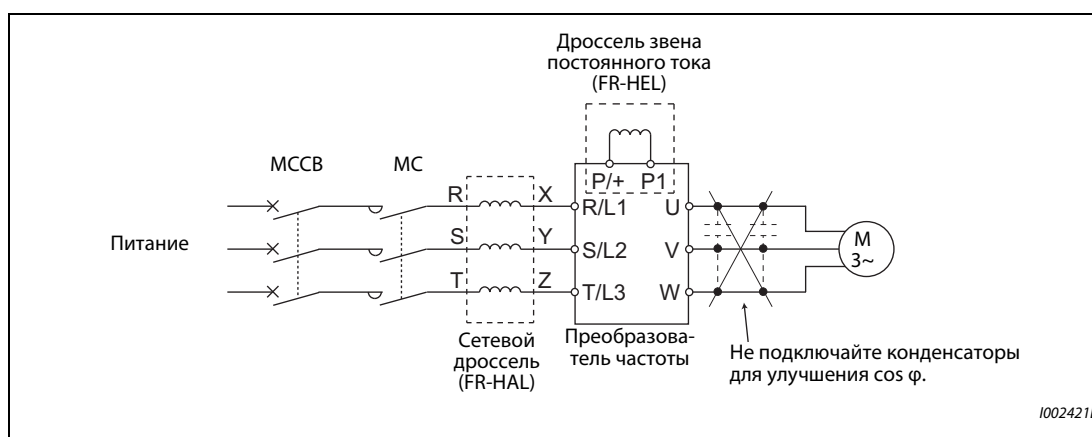 Дроссель звена
постоянного тока
(FR-HEL)
MCCB
MC
P/+ P1
R X R/L1 U
S Y S/L2 V
T Z T/L3 W
Питание
M
3~
Сетевой
дроссель
(FR-HAL)
Преобразова-
тель частоты
Не подключайте конденсаторы
для улучшения cos φ.